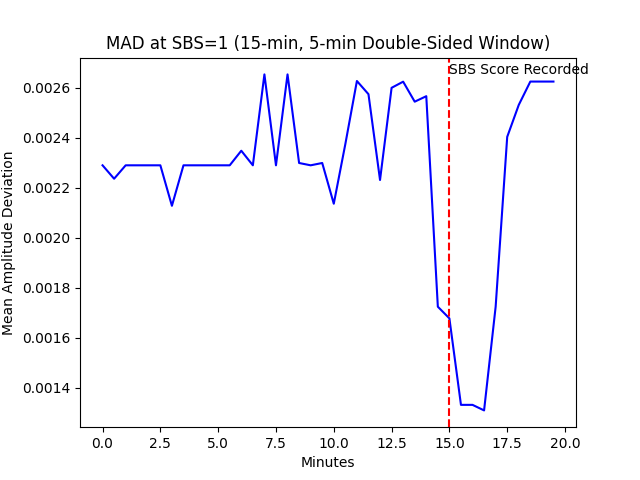 MAD at SBS=1 (15-min, 5-min Double-Sided Window)
SBS Score Recorded
Mean Amplitude Deviation
0.0026
0.0024
0.0022
0.0020
0.0018
0.0016
0.0014
0.0 2.5 5.0 7.5 10.0 12.5 15.0 17.5 20.0
Minutes